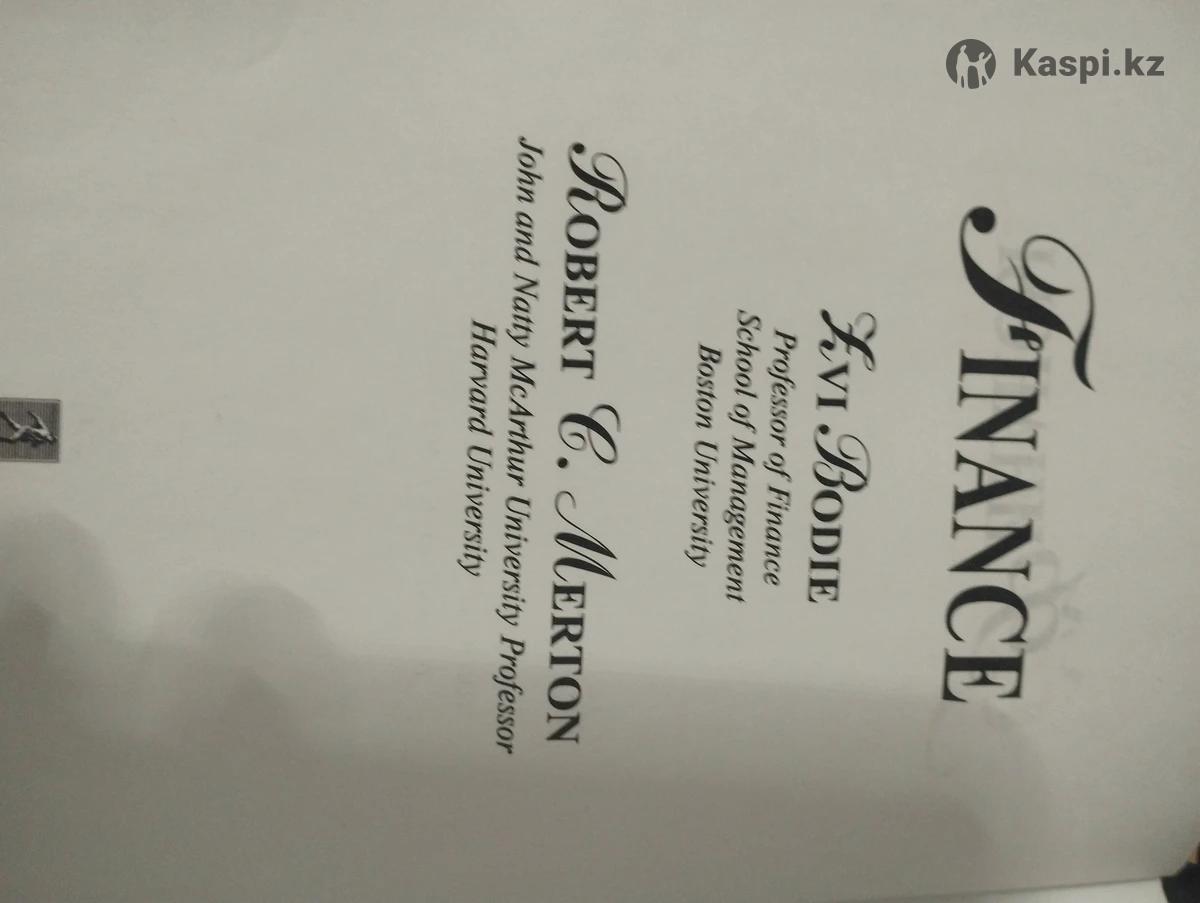 Kaspi.kz
FINANCE
ZVI BODIE
Professor of Finance
School of Management
Boston University
ROBERT C. MERTON
John and Natty McArthur University Professor
Harvard University